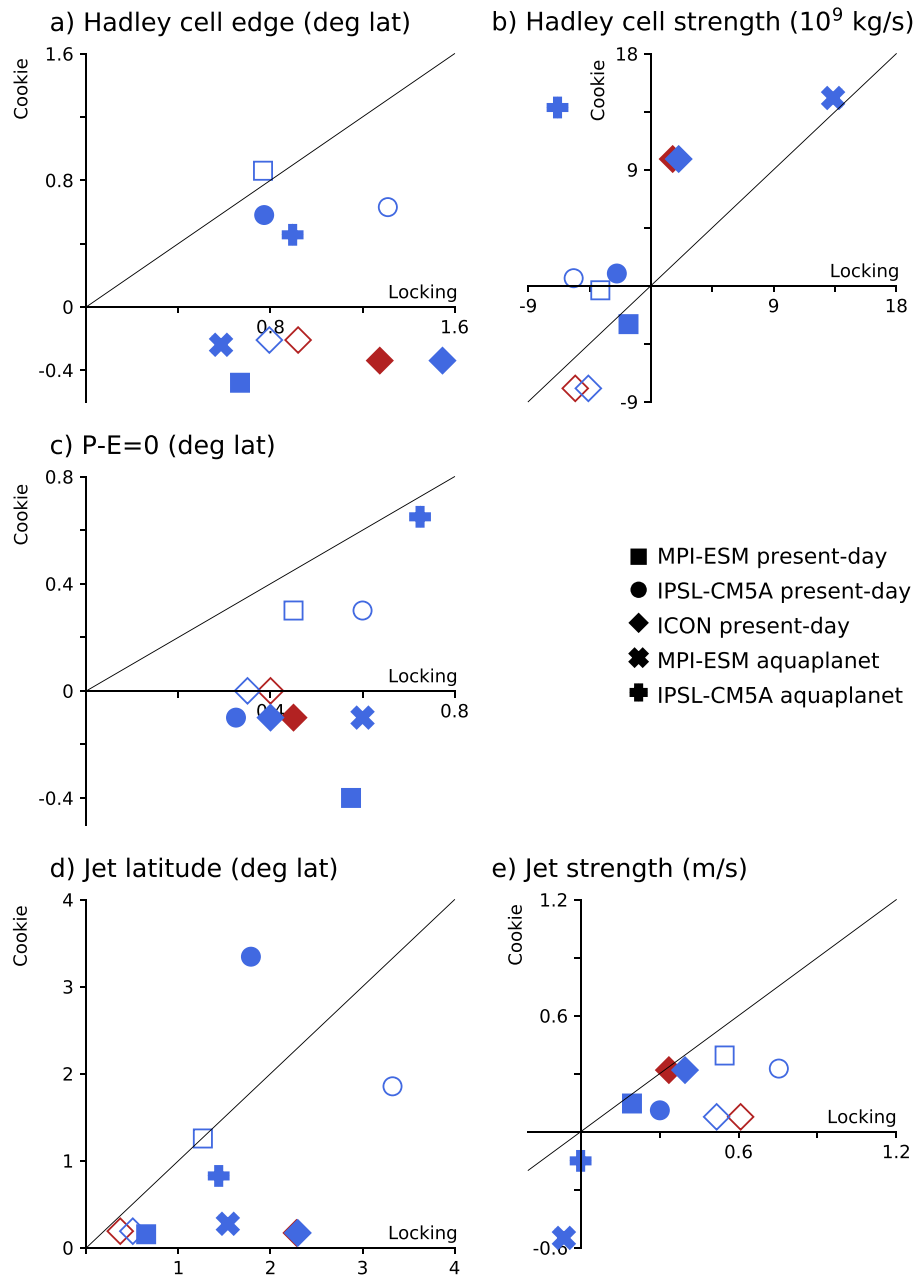 a) Hadley cell edge (deg lat)
1.6
Cookie
0.8
0
-0.4
Locking
0.8
1.6
b) Hadley cell strength (10⁹ kg/s)
18
Cookie
9
Locking
-9
9
18
-9
c) P-E=0 (deg lat)
0.8
Cookie
0.4
0
-0.4
Locking
0.4
0.8
MPI-ESM present-day
IPSL-CM5A present-day
ICON present-day
MPI-ESM aquaplanet
IPSL-CM5A aquaplanet
d) Jet latitude (deg lat)
4
Cookie
3
2
1
0
Locking
1
2
3
4
e) Jet strength (m/s)
1.2
Cookie
0.6
Locking
0.6
1.2
-0.6